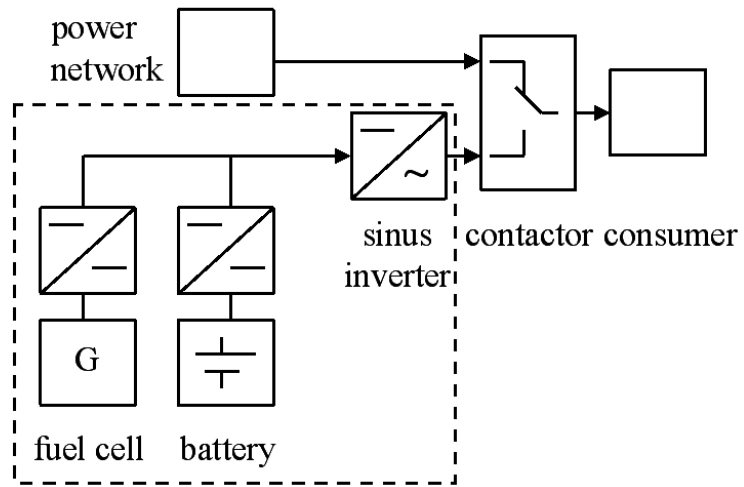 power
network
~
sinus
inverter
contactor
consumer
G
fuel cell
battery